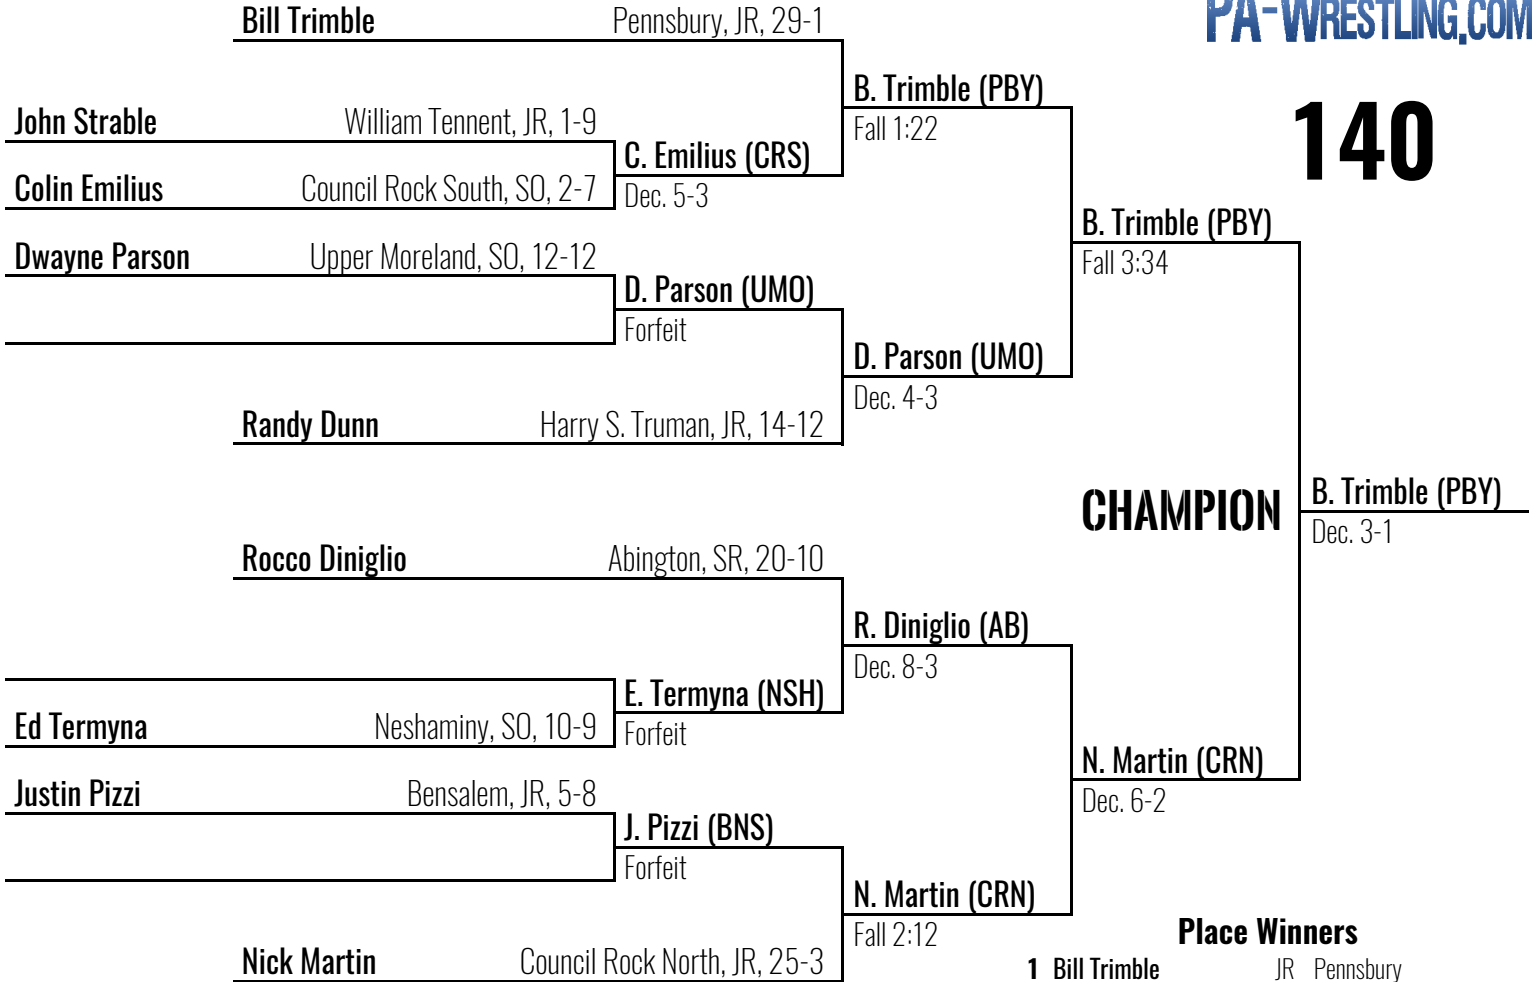 PA-WRESTLING.COM
140
Bill Trimble Pennsbury, JR, 29-1
B. Trimble (PBY)
Fall 1:22
John Strable William Tennent, JR, 1-9
C. Emilius (CRS)
Dec. 5-3
Colin Emilius Council Rock South, SO, 2-7
B. Trimble (PBY)
Fall 3:34
Dwayne Parson Upper Moreland, SO, 12-12
D. Parson (UMO)
Forfeit
D. Parson (UMO)
Dec. 4-3
Randy Dunn Harry S. Truman, JR, 14-12
CHAMPION
B. Trimble (PBY)
Dec. 3-1
Rocco Diniglio Abington, SR, 20-10
R. Diniglio (AB)
Dec. 8-3
E. Termyna (NSH)
Forfeit
Ed Termyna Neshaminy, SO, 10-9
N. Martin (CRN)
Dec. 6-2
Justin Pizzi Bensalem, JR, 5-8
J. Pizzi (BNS)
Forfeit
N. Martin (CRN)
Fall 2:12
Nick Martin Council Rock North, JR, 25-3
Place Winners
1 Bill Trimble JR Pennsbury